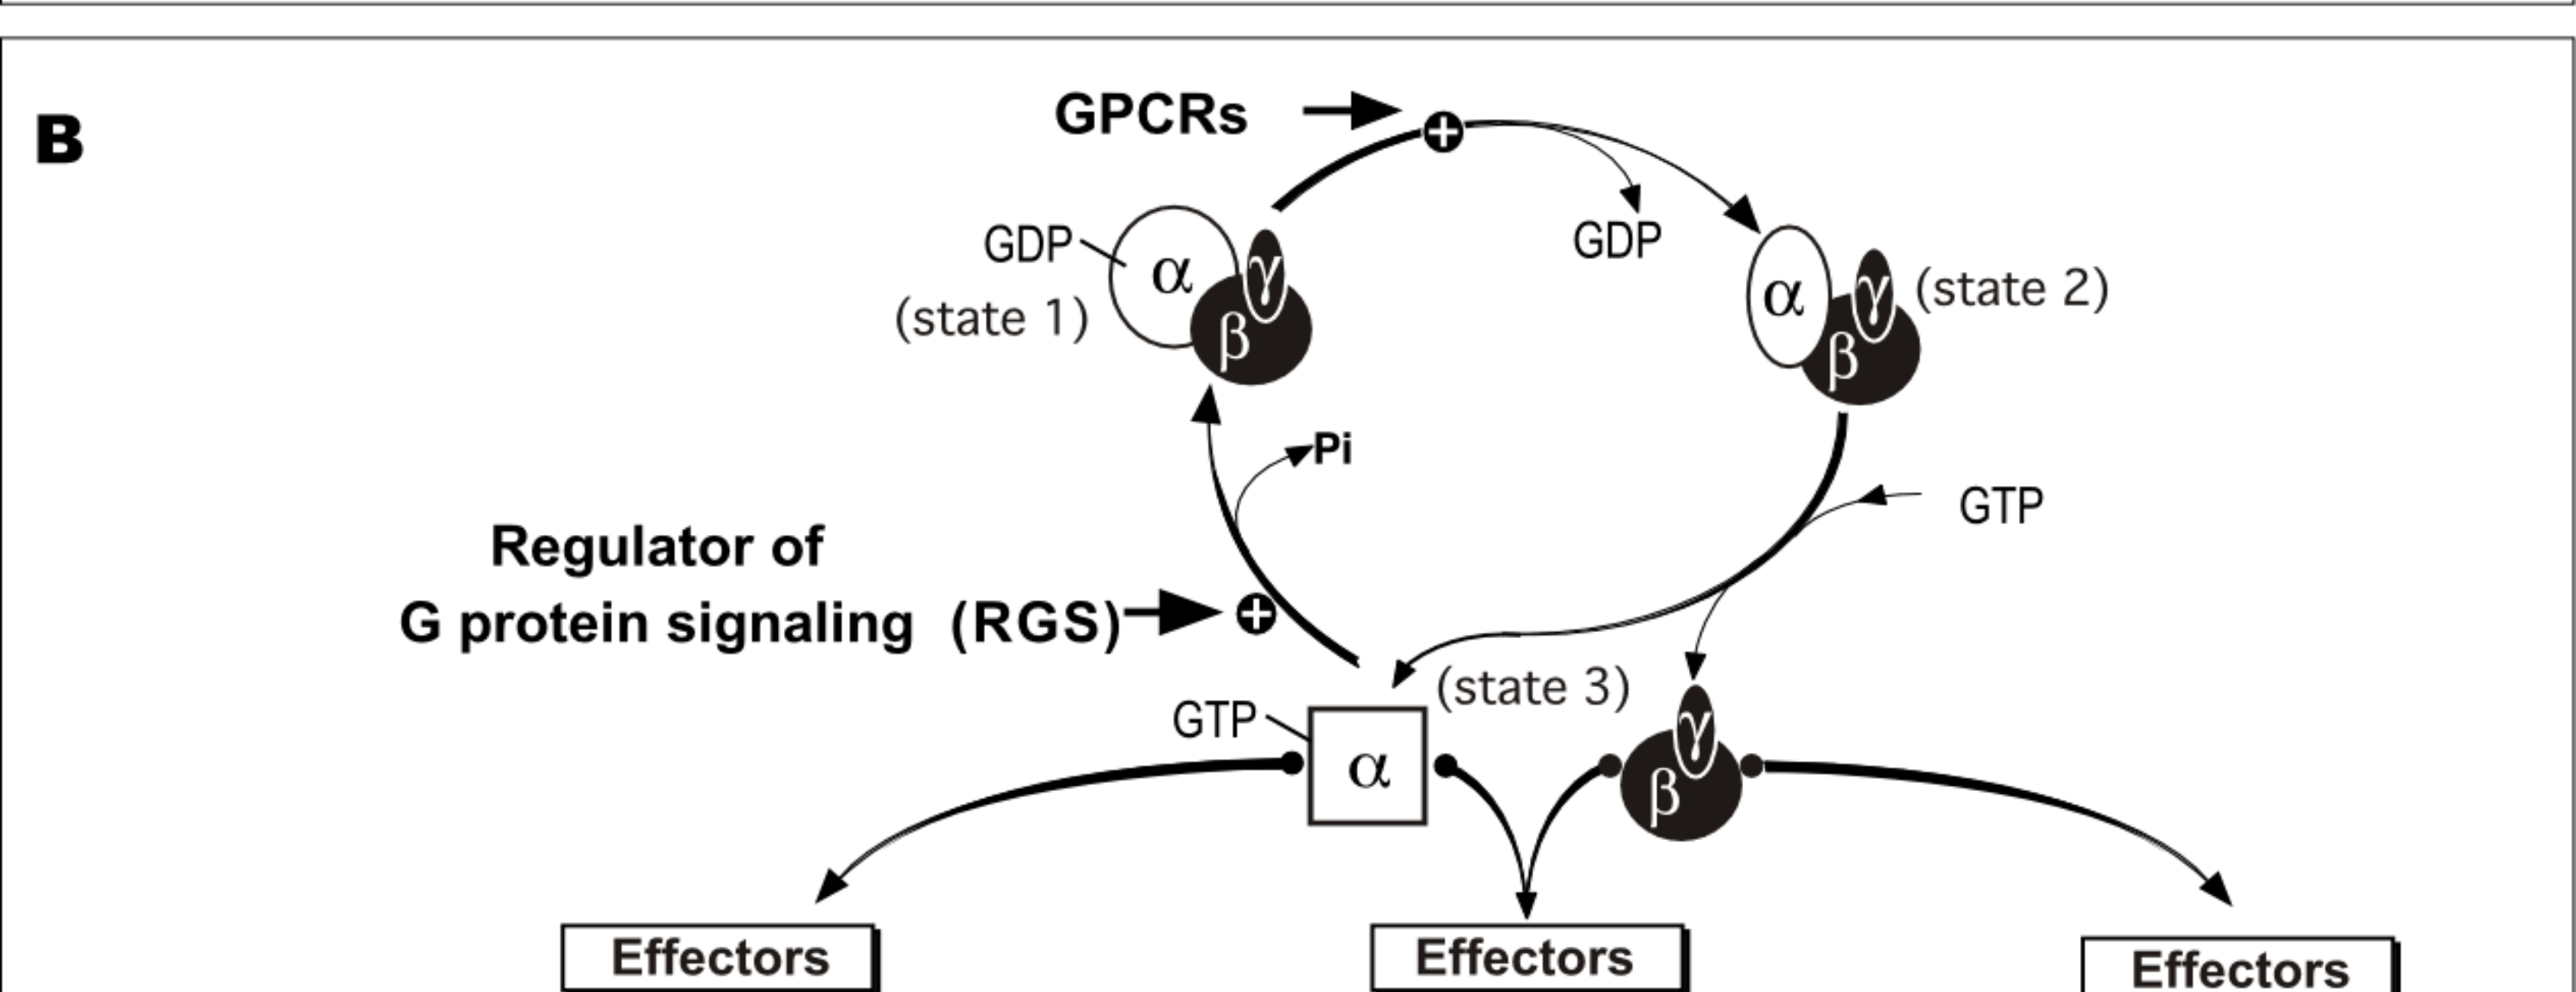 B
GPCRs
GDP
α
γ
β
(state 1)
GDP
α
γ
β
(state 2)
Pi
GTP
Regulator of
G protein signaling (RGS)
(state 3)
GTP
α
γ
β
Effectors
Effectors
Effectors